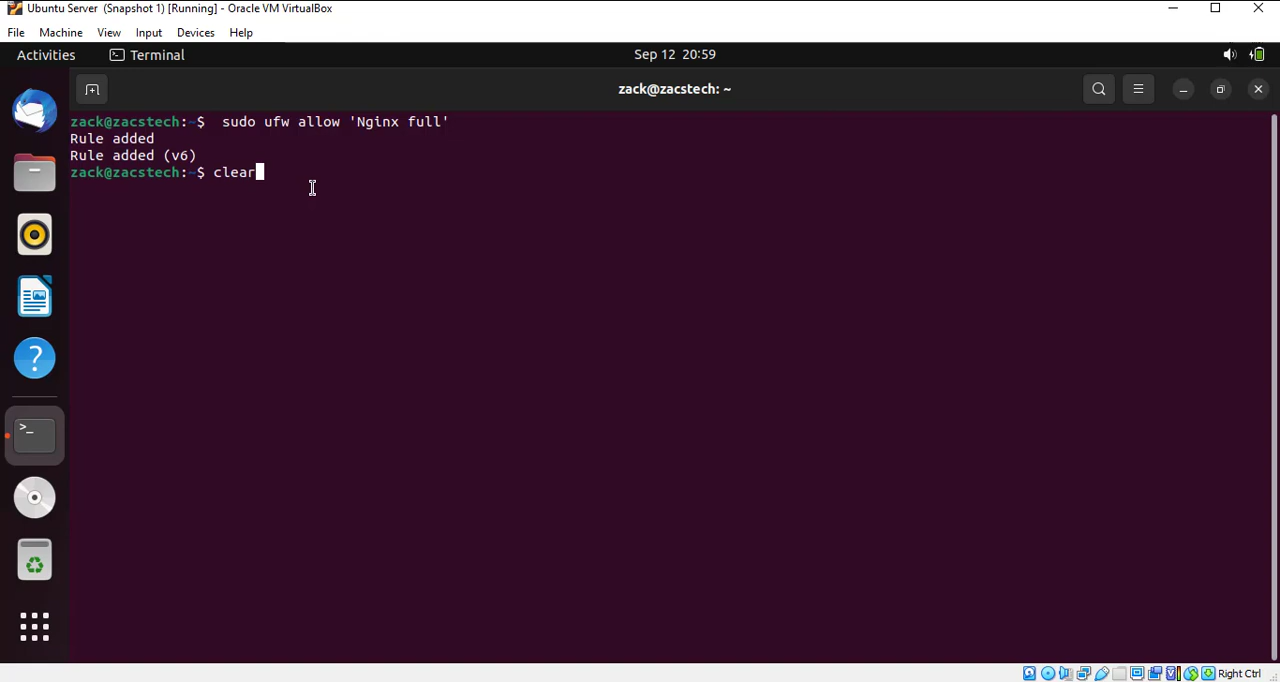 Ubuntu Server (Snapshot 1) [Running] - Oracle VM VirtualBox
File Machine View Input Devices Help
Activities Terminal Sep 12 20:59
zack@zacstech: ~
zack@zacstech:~$ sudo ufw allow 'Nginx full'
Rule added
Rule added (v6)
zack@zacstech:~$ clear
Right Ctrl